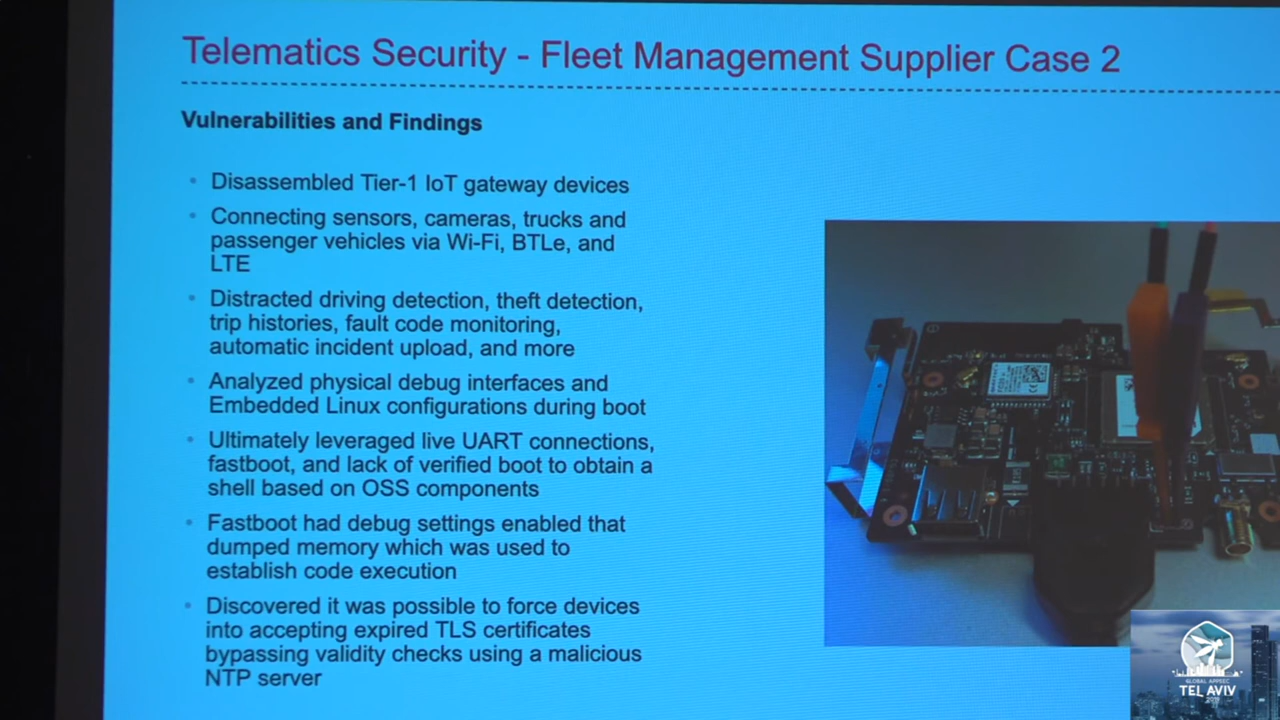 Telematics Security - Fleet Management Supplier Case 2
Vulnerabilities and Findings
• Disassembled Tier-1 IoT gateway devices
• Connecting sensors, cameras, trucks and
passenger vehicles via Wi-Fi, BTLe, and
LTE
• Distracted driving detection, theft detection,
trip histories, fault code monitoring,
automatic incident upload, and more
• Analyzed physical debug interfaces and
Embedded Linux configurations during boot
• Ultimately leveraged live UART connections,
fastboot, and lack of verified boot to obtain a
shell based on OSS components
• Fastboot had debug settings enabled that
dumped memory which was used to
establish code execution
• Discovered it was possible to force devices
into accepting expired TLS certificates
bypassing validity checks using a malicious
NTP server
GLOBAL APPSEC
TEL AVIV